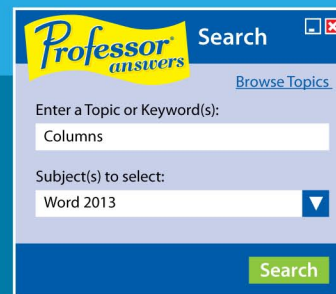 Professor
answers
Search
Browse Topics
Enter a Topic or Keyword(s):
Columns
Subject(s) to select:
Word 2013
Search